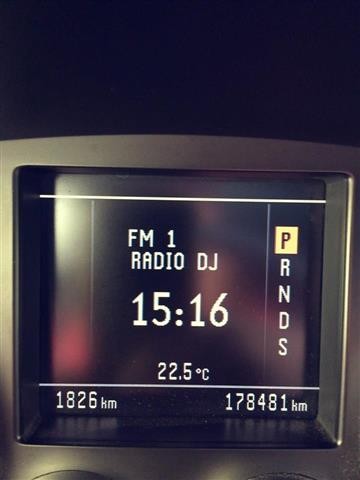 FM 1
RADIO DJ
15:16
P
R
N
D
S
22.5°C
1826 km 178481 km